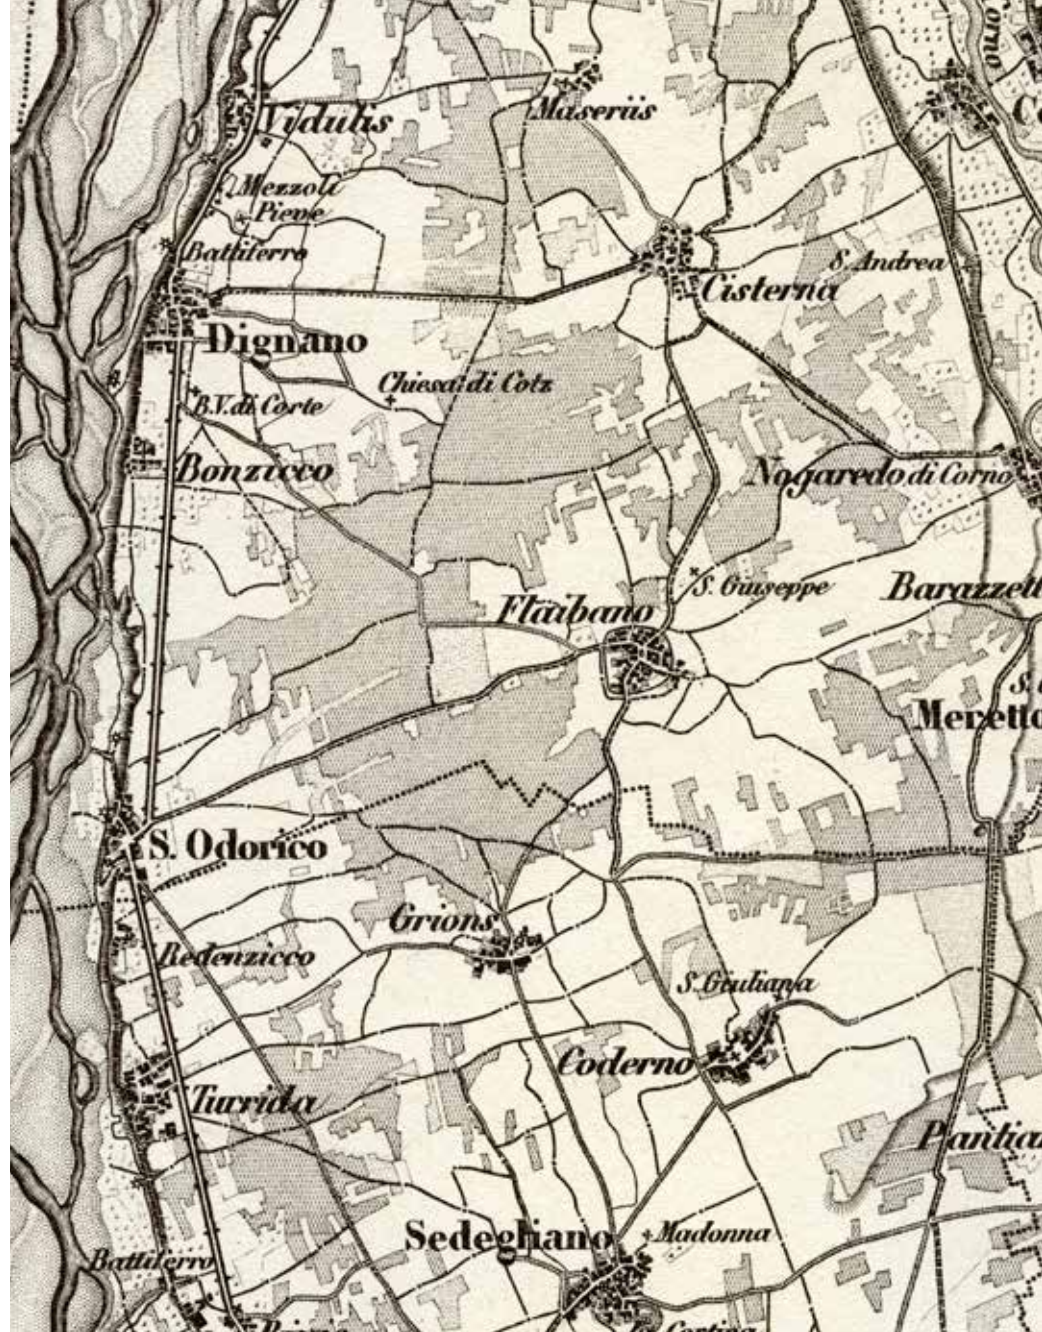 Vidulis
Maseriis
Mezzoli
Pieve
Battiferro
S. Andrea
Cisterna
Dignano
Chiesa di Cotz
B.V. di Corte
Bonzicco
Nogaredo di Corno
S. Giuseppe
Flaibano
Barazzett
Meretto
S. Odorico
Grions
Redenzicco
S. Giuliana
Coderno
Turrida
Pantia
Sedegliano
Madonna
Battiferro